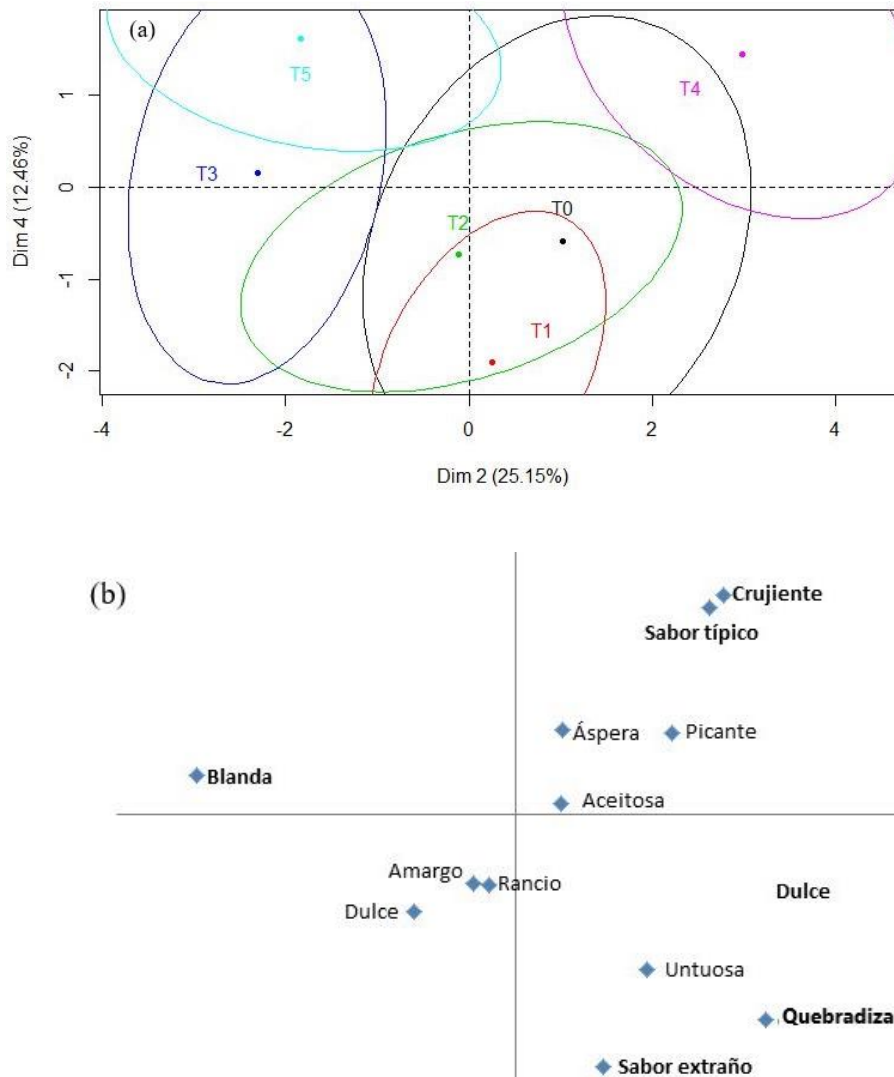 (a)
T5
T4
T3
T2
T0
T1
1
0
-1
-2
Dim 4 (12.46%)
-4
-2
0
2
4
Dim 2 (25.15%)
(b)
Crujiente
Sabor típico
Áspera
Picante
Blanda
Aceitosa
Amargo
Rancio
Dulce
Dulce
Untuosa
Quebradiza
Sabor extraño